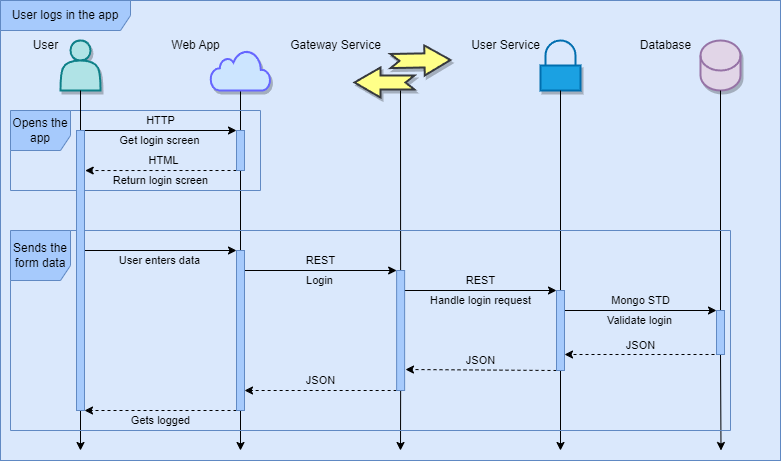 User logs in the app
User
Web App
Gateway Service
User Service
Database
Opens the
app
HTTP
Get login screen
HTML
Return login screen
Sends the
form data
User enters data
REST
Login
REST
Handle login request
Mongo STD
Validate login
JSON
JSON
JSON
Gets logged